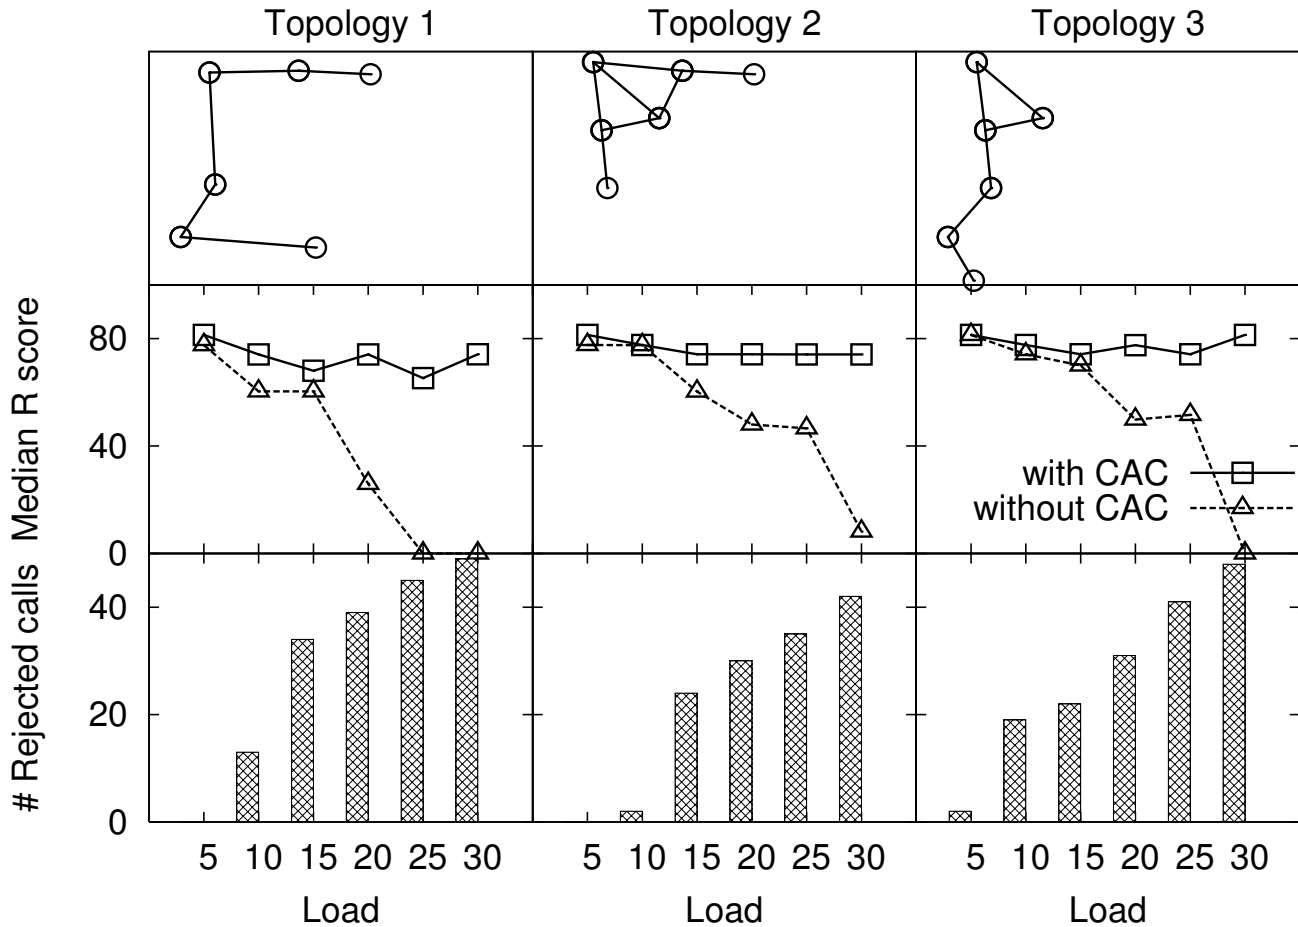 Topology 1 Topology 2 Topology 3
Median R score
80
40
0
with CAC
without CAC
# Rejected calls
40
20
0
5 10 15 20 25 30 5 10 15 20 25 30 5 10 15 20 25 30
Load Load Load